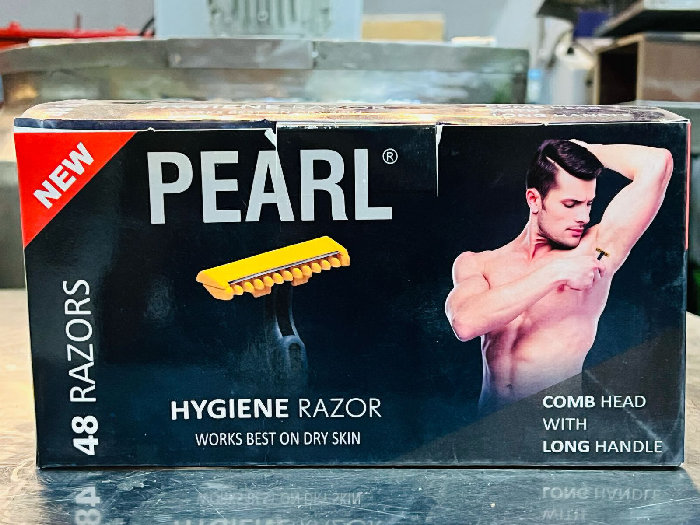 NEW
PEARL®
48 RAZORS
HYGIENE RAZOR
WORKS BEST ON DRY SKIN
COMB HEAD
WITH
LONG HANDLE